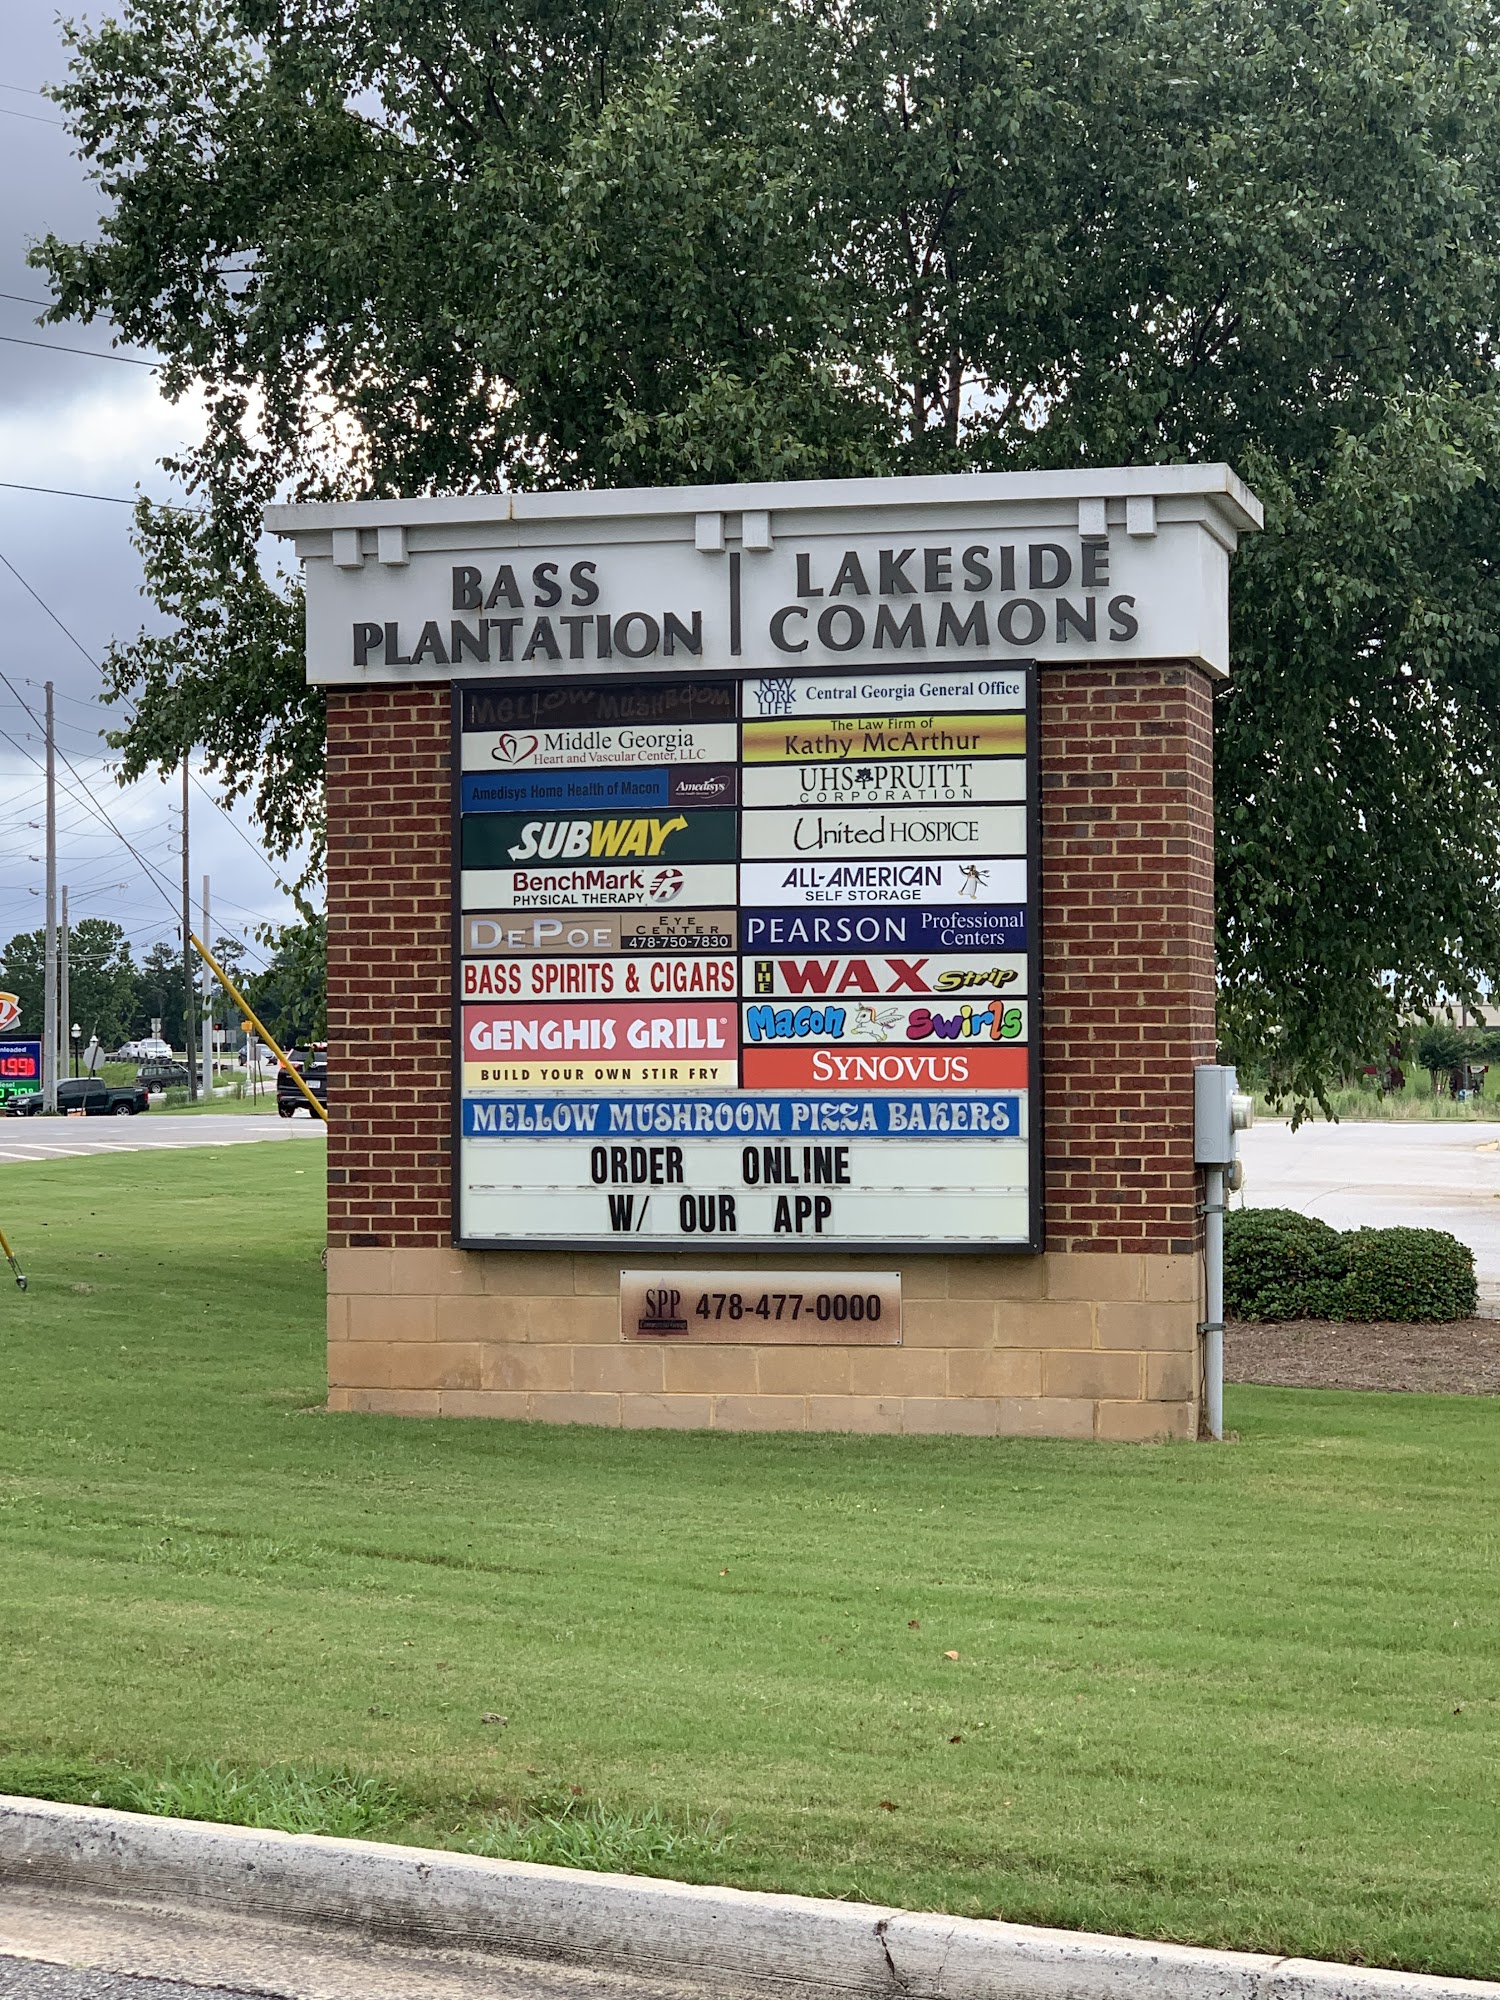 BASS
PLANTATION
LAKESIDE
COMMONS
MELLOW MUSHROOM
Middle Georgia
Heart and Vascular Center, LLC
Amedisys Home Health of Macon
Amedisys
SUBWAY
BenchMark
PHYSICAL THERAPY
DEPOE
EYE
CENTER
478-750-7830
BASS SPIRITS & CIGARS
GENGHIS GRILL®
BUILD YOUR OWN STIR FRY
NEW
YORK
LIFE
Central Georgia General Office
The Law Firm of
Kathy McArthur
UHS PRUITT
CORPORATION
United HOSPICE
ALL-AMERICAN
SELF STORAGE
PEARSON
Professional
Centers
THE WAX Strip
Macon Swirls
SYNOVUS
MELLOW MUSHROOM PIZZA BAKERS
ORDER ONLINE
W/ OUR APP
SPP
478-477-0000